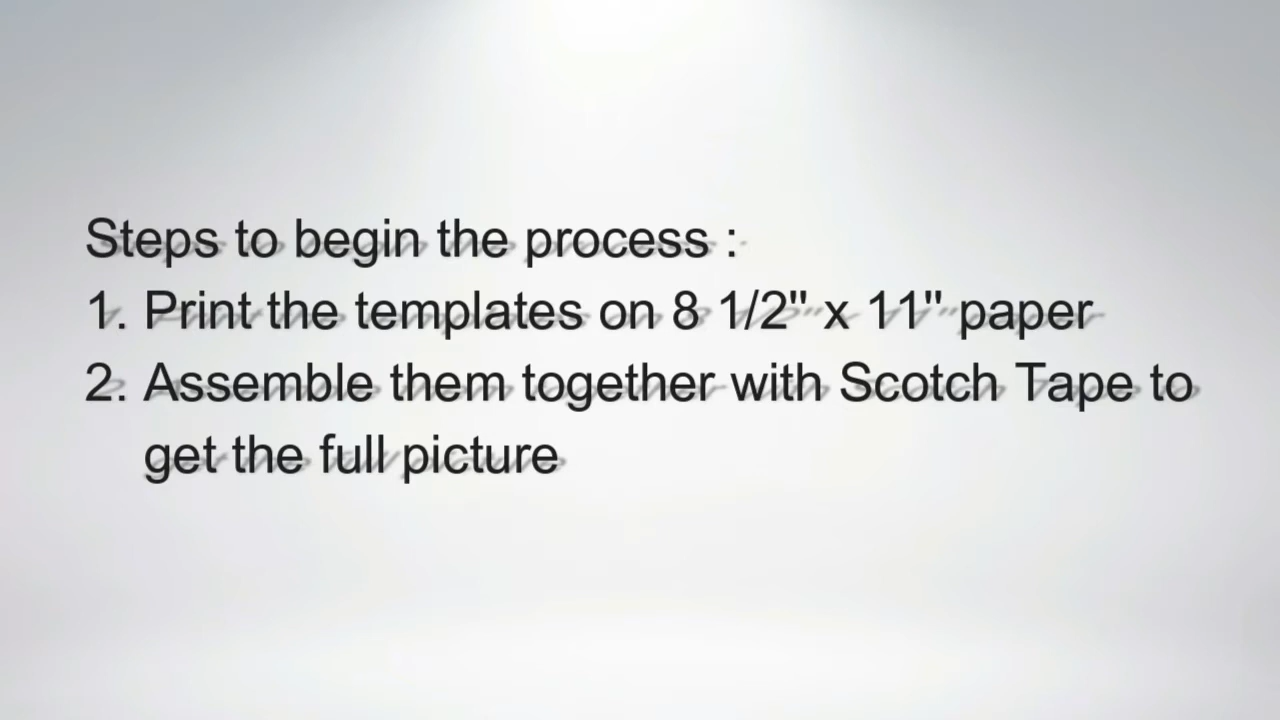 Steps to begin the process :
1. Print the templates on 8 1/2" x 11" paper
2. Assemble them together with Scotch Tape to
get the full picture